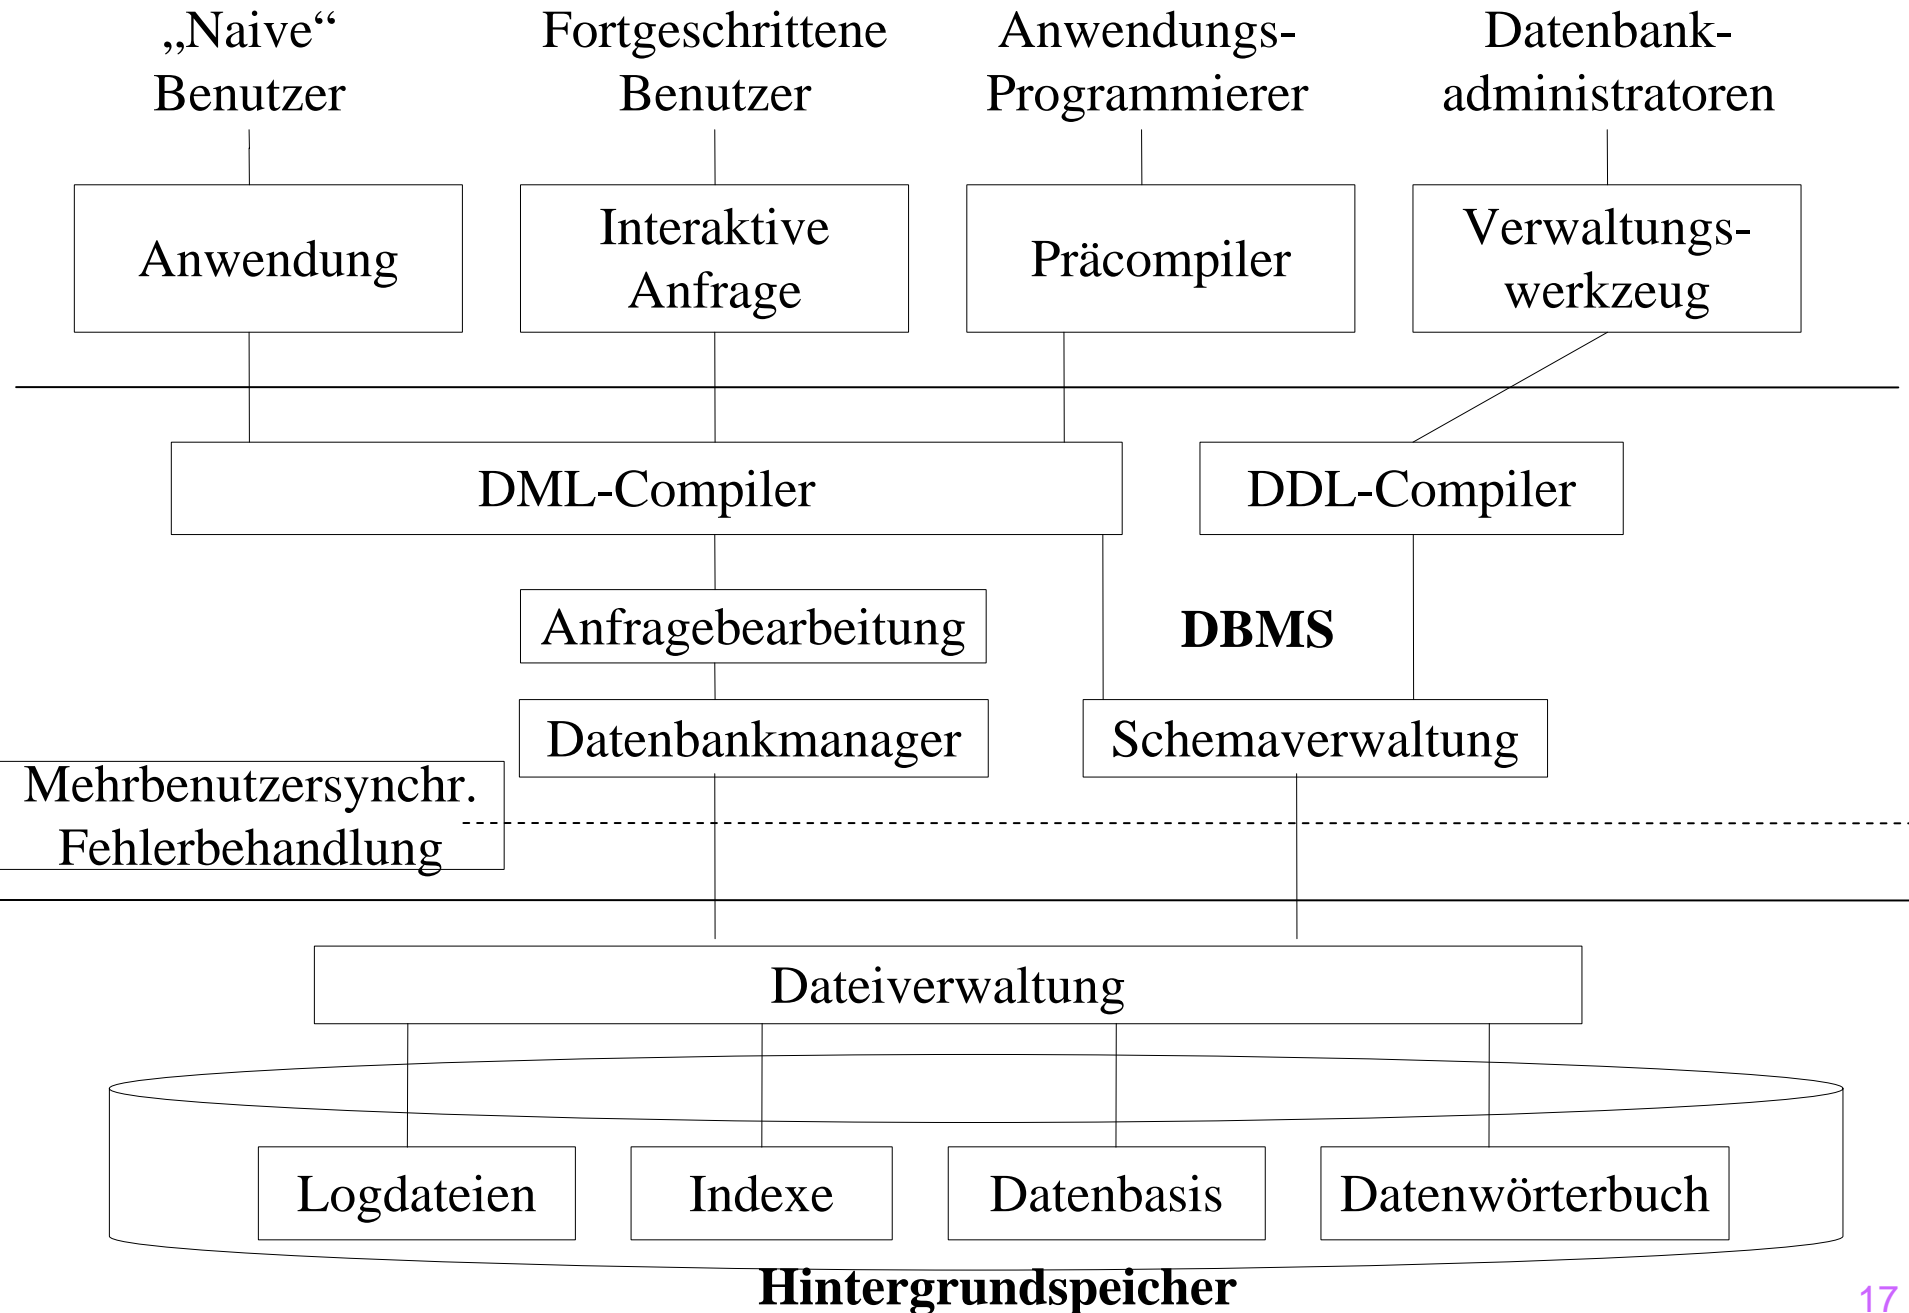 „Naive“
Benutzer
Fortgeschrittene
Benutzer
Anwendungs-
Programmierer
Datenbank-
administratoren
Anwendung
Interaktive
Anfrage
Präcompiler
Verwaltungs-
werkzeug
DML-Compiler
DDL-Compiler
Anfragebearbeitung
DBMS
Datenbankmanager
Schemaverwaltung
Mehrbenutzersynchr.
Fehlerbehandlung
Dateiverwaltung
Logdateien
Indexe
Datenbasis
Datenwörterbuch
Hintergrundspeicher
17